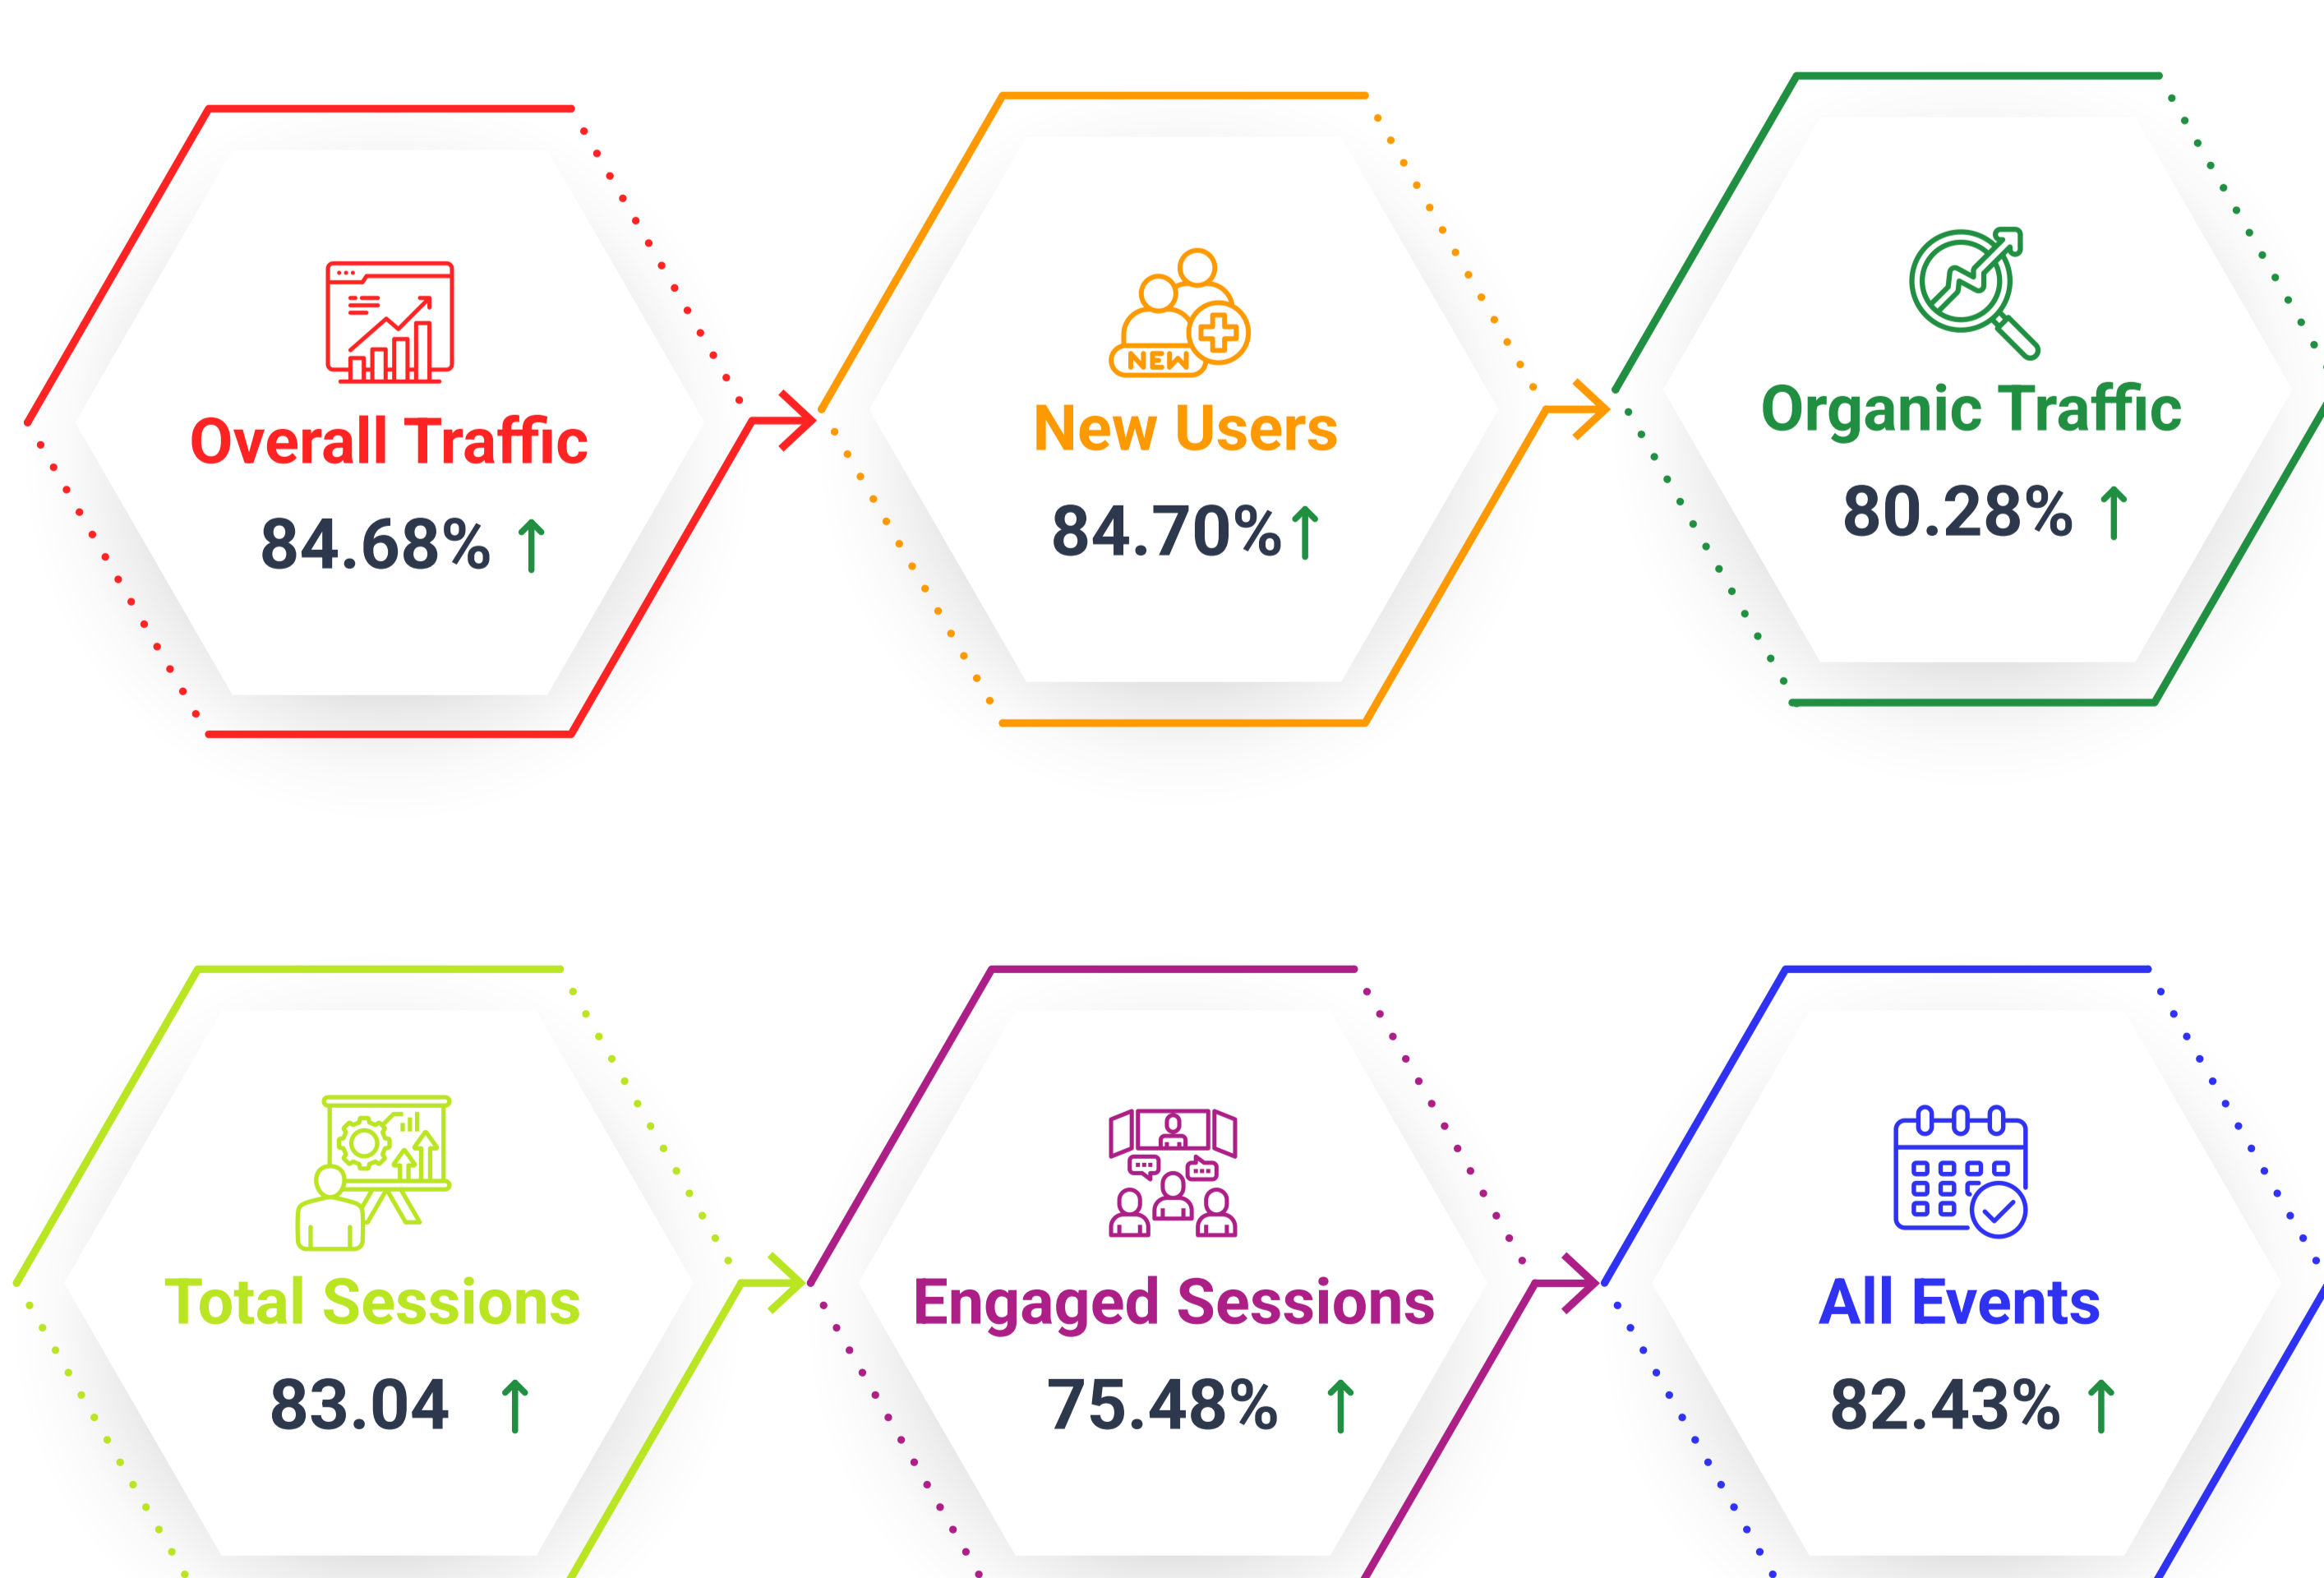 NEW
Overall Traffic
84.68%
New Users
84.70%
Organic Traffic
80.28%
Total Sessions
83.04
Engaged Sessions
75.48%
All Events
82.43%